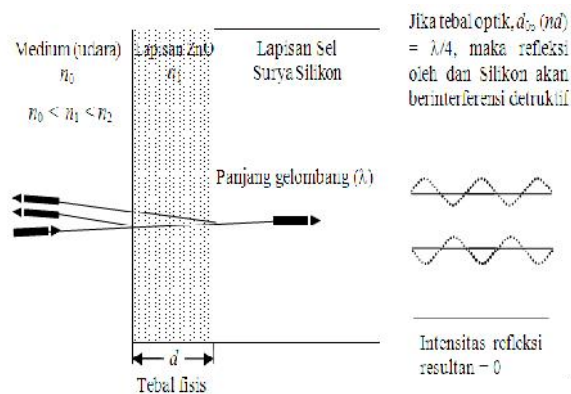 Medium (udara)
n₀
n₀ < n₁ < n₂
Lapisan ZnO
n₁
Lapisan Sel
Surya Silikon
Panjang gelombang (λ)
d
Tebal fisis
Jika tebal optik, (nd)
= λ/4, maka refleksi
oleh dan Silikon akan
berinterferensi detruktif
Intensitas refleksi
resultan = 0